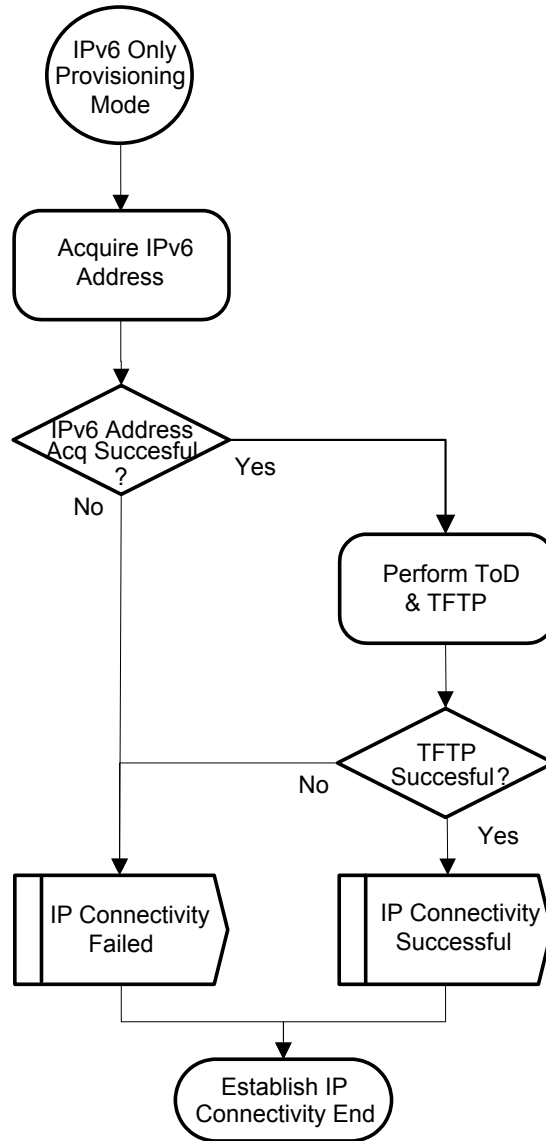 IPv6 Only
Provisioning
Mode
Acquire IPv6
Address
IPv6 Address
Acq Succesful
?
Yes
No
Perform ToD
& TFTP
TFTP
Succesful?
No
Yes
IP Connectivity
Failed
IP Connectivity
Successful
Establish IP
Connectivity End